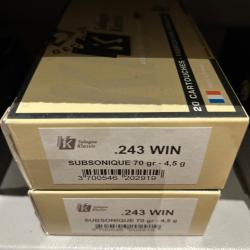 K
20 CARTOUCHES
K
Sologne
Klassic
.243 WIN
SUBSONIQUE 70 gr - 4,5 g
3 700546 202919
.243 WIN
SUBSONIQUE 70 gr - 4,5 g